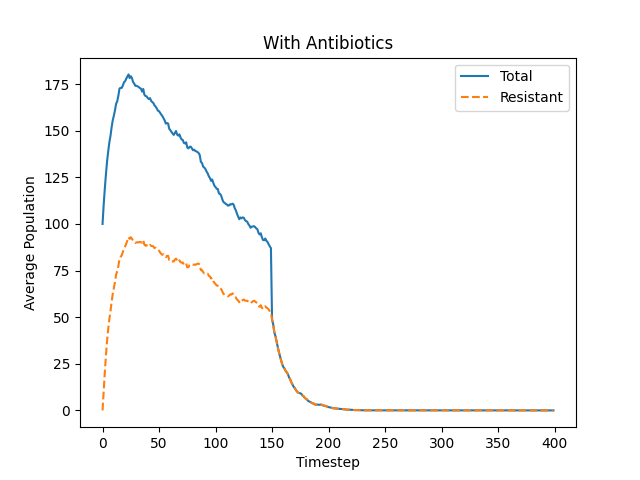 With Antibiotics
Total
Resistant
Average Population
175
150
125
100
75
50
25
0
0 50 100 150 200 250 300 350 400
Timestep